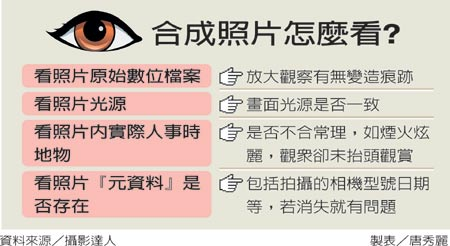 合成照片怎麼看?
看照片原始數位檔案
放大觀察有無變造痕跡
看照片光源
畫面光源是否一致
看照片内實際人事時
地物
是否不合常理，如煙火炫
麗，觀眾卻未抬頭觀賞
看照片『元資料』是
否存在
包括拍攝的相機型號日期
等，若消失就有問題
資料來源／攝影達人
製表／唐秀麗